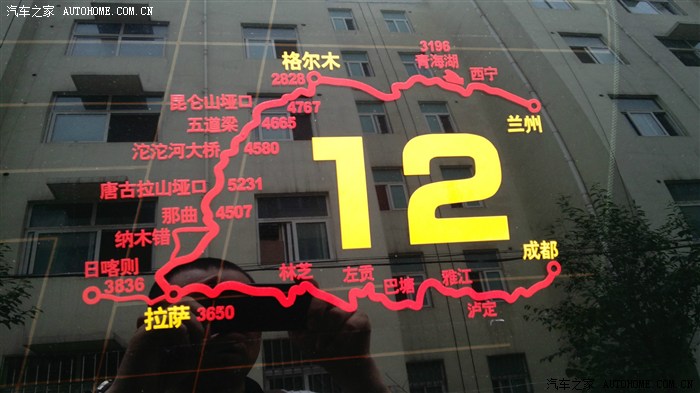 汽车之家 | AUTOHOME.COM.CN
3196
格尔木
青海湖
2828
西宁
昆仑山垭口
4767
兰州
五道梁
4665
沱沱河大桥
4580
12
唐古拉山垭口
5231
那曲
4507
纳木错
成都
日喀则
林芝
左贡
雅江
巴塘
3836
拉萨
3650
泸定
汽车之家 | AUTOHOME.COM.CN